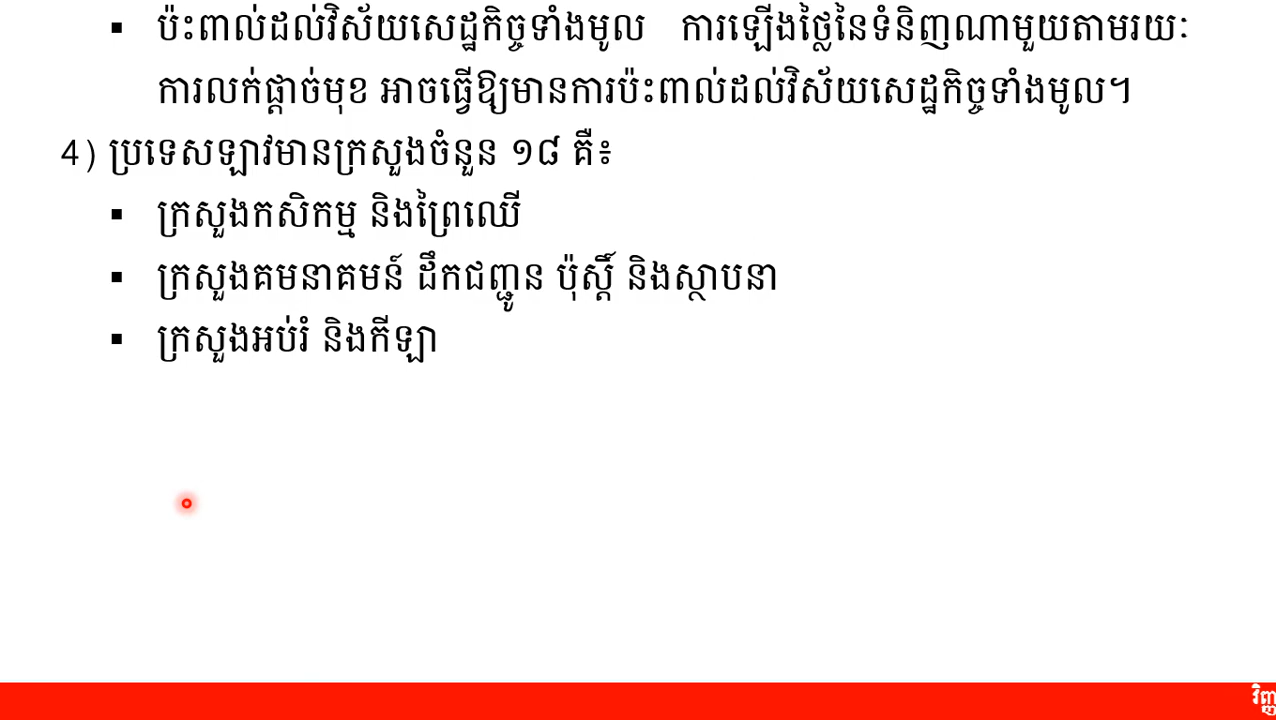 ▪ ប៉ះពាល់ដល់វិស័យសេដ្ឋកិច្ចទាំងមូល ការឡើងថ្លៃនៃទំនិញណាមួយតាមរយៈ
ការលក់ផ្តាច់មុខ អាចធ្វើឱ្យមានការប៉ះពាល់ដល់វិស័យសេដ្ឋកិច្ចទាំងមូល។
4) ប្រទេសឡាវមានក្រសួងចំនួន ១៨ គឺ៖
▪ ក្រសួងកសិកម្ម និងព្រៃឈើ
▪ ក្រសួងគមនាគមន៍ ដឹកជញ្ជូន ប៉ុស្តិ៍ និងស្ថាបនា
▪ ក្រសួងអប់រំ និងកីឡា